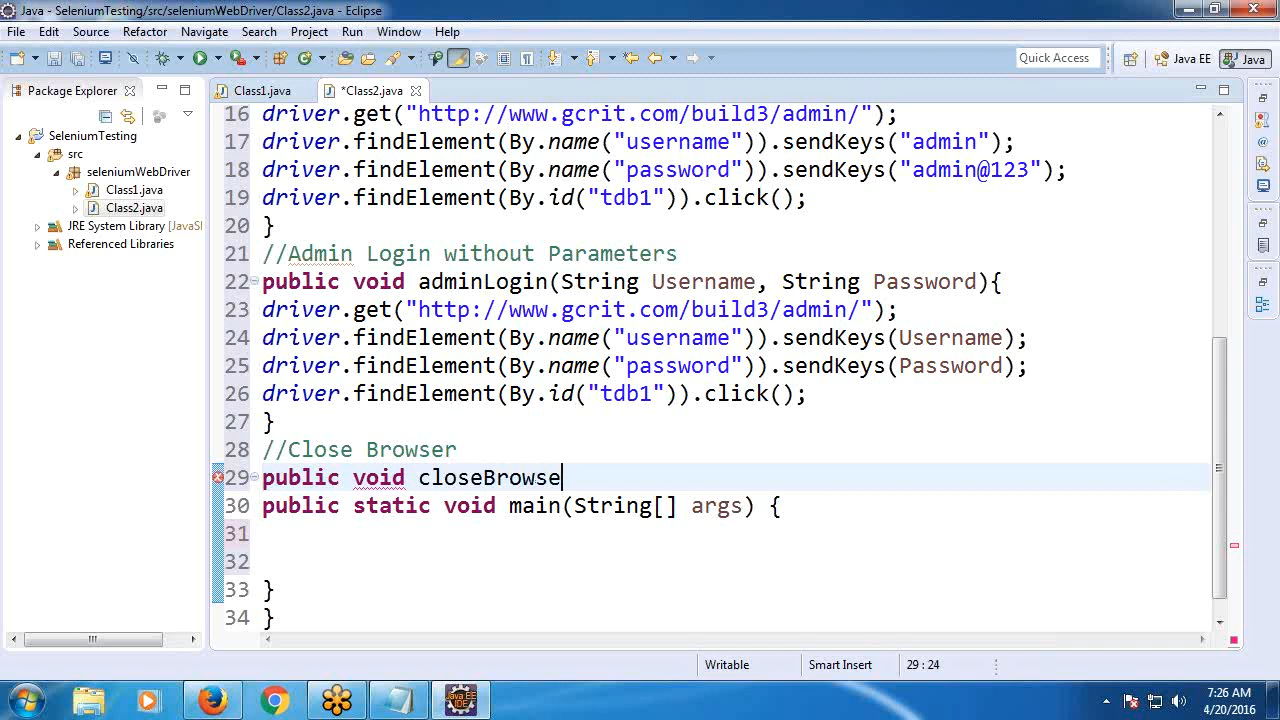 Java - SeleniumTesting/src/seleniumWebDriver/Class2.java - Eclipse
File Edit Source Refactor Navigate Search Project Run Window Help
Quick Access Java EE Java
Package Explorer
SeleniumTesting
src
seleniumWebDriver
Class1.java
Class2.java
JRE System Library [JavaS
Referenced Libraries
Class1.java *Class2.java
16 driver.get("http://www.gcrit.com/build3/admin/");
17 driver.findElement(By.name("username")).sendKeys("admin");
18 driver.findElement(By.name("password")).sendKeys("admin@123");
19 driver.findElement(By.id("tdb1")).click();
20 }
21 //Admin Login without Parameters
22 public void adminLogin(String Username, String Password){
23 driver.get("http://www.gcrit.com/build3/admin/");
24 driver.findElement(By.name("username")).sendKeys(Username);
25 driver.findElement(By.name("password")).sendKeys(Password);
26 driver.findElement(By.id("tdb1")).click();
27 }
28 //Close Browser
29 public void closeBrowse
30 public static void main(String[] args) {
31
32
33 }
34 }
Writable Smart Insert 29 : 24
Java EE
IDE
7:26 AM
4/20/2016